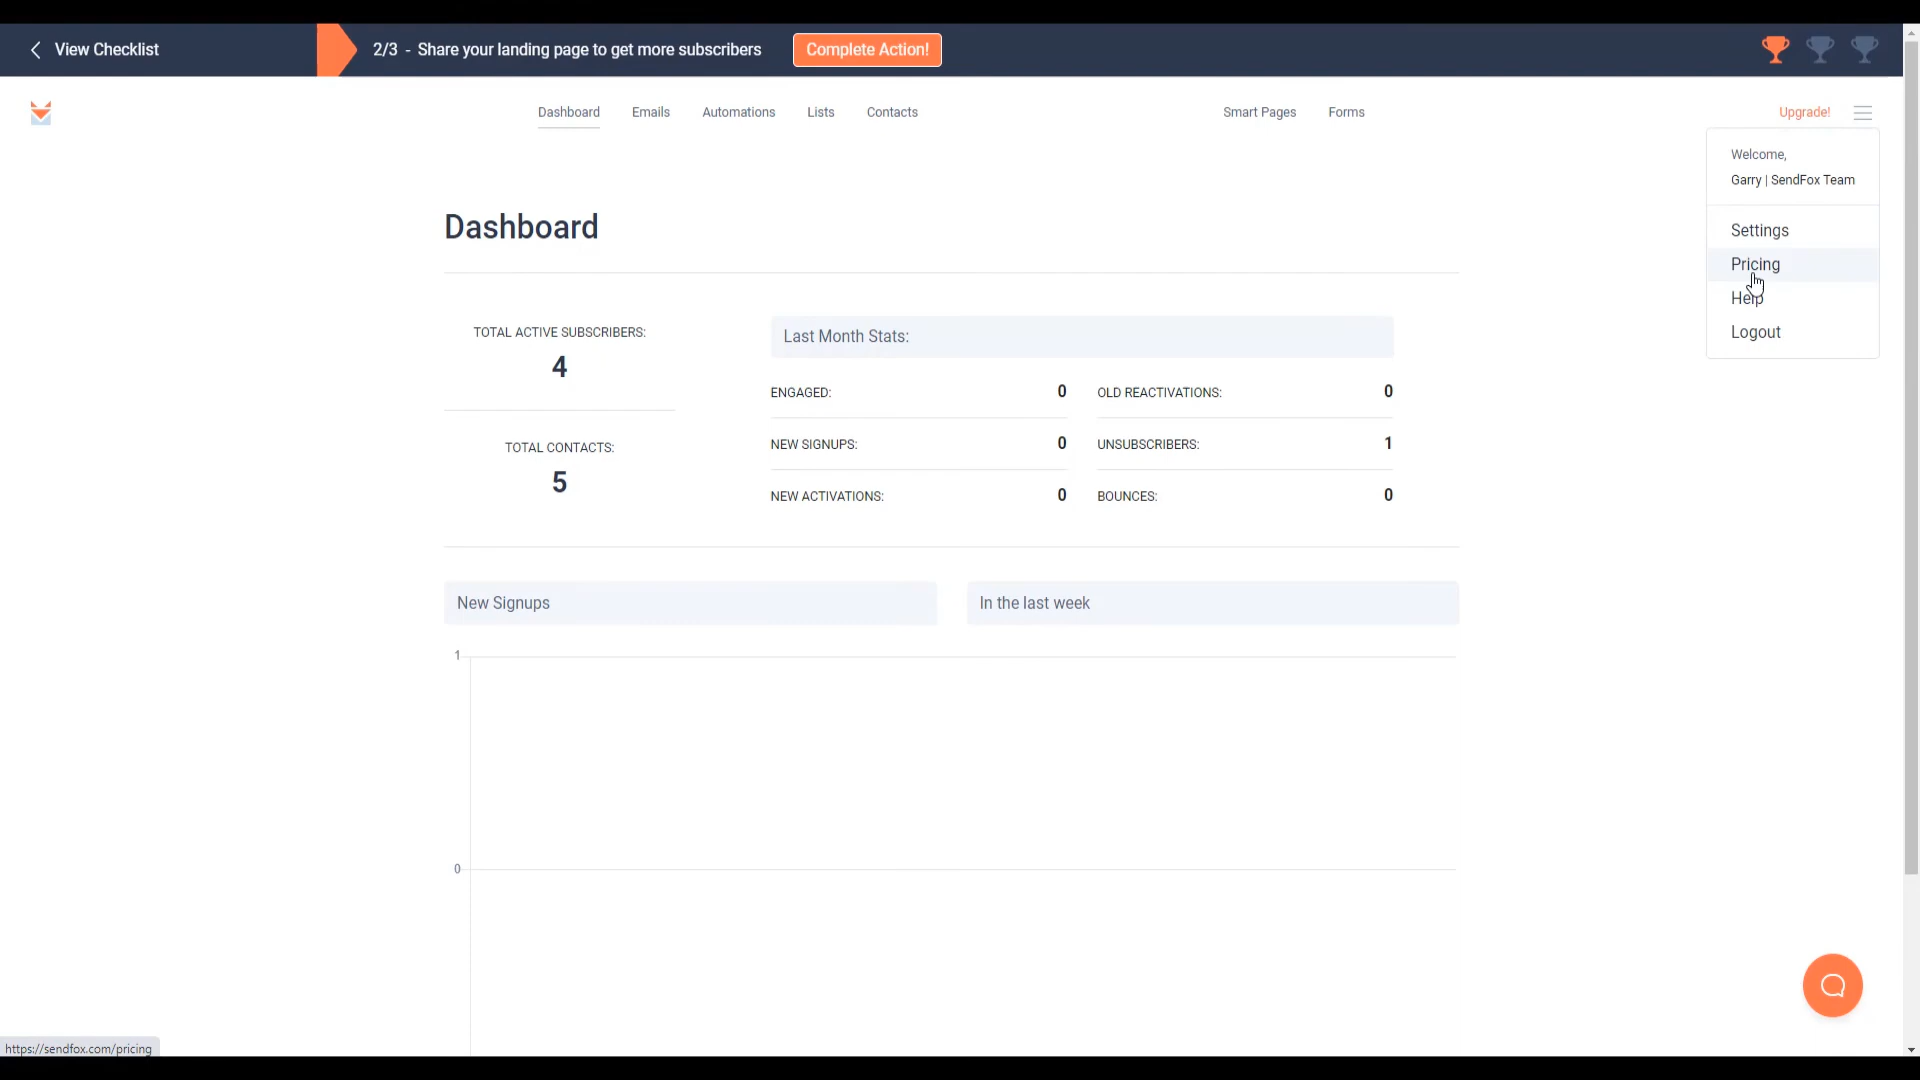 View Checklist
2/3 - Share your landing page to get more subscribers
Complete Action!
Dashboard
Emails
Automations
Lists
Contacts
Smart Pages
Forms
Upgrade!
Welcome,
Garry | SendFox Team
Settings
Pricing
Help
Logout
Dashboard
TOTAL ACTIVE SUBSCRIBERS:
4
TOTAL CONTACTS:
5
Last Month Stats:
ENGAGED: 0
OLD REACTIVATIONS: 0
NEW SIGNUPS: 0
UNSUBSCRIBERS: 1
NEW ACTIVATIONS: 0
BOUNCES: 0
New Signups
In the last week
1
0
https://sendfox.com/pricing